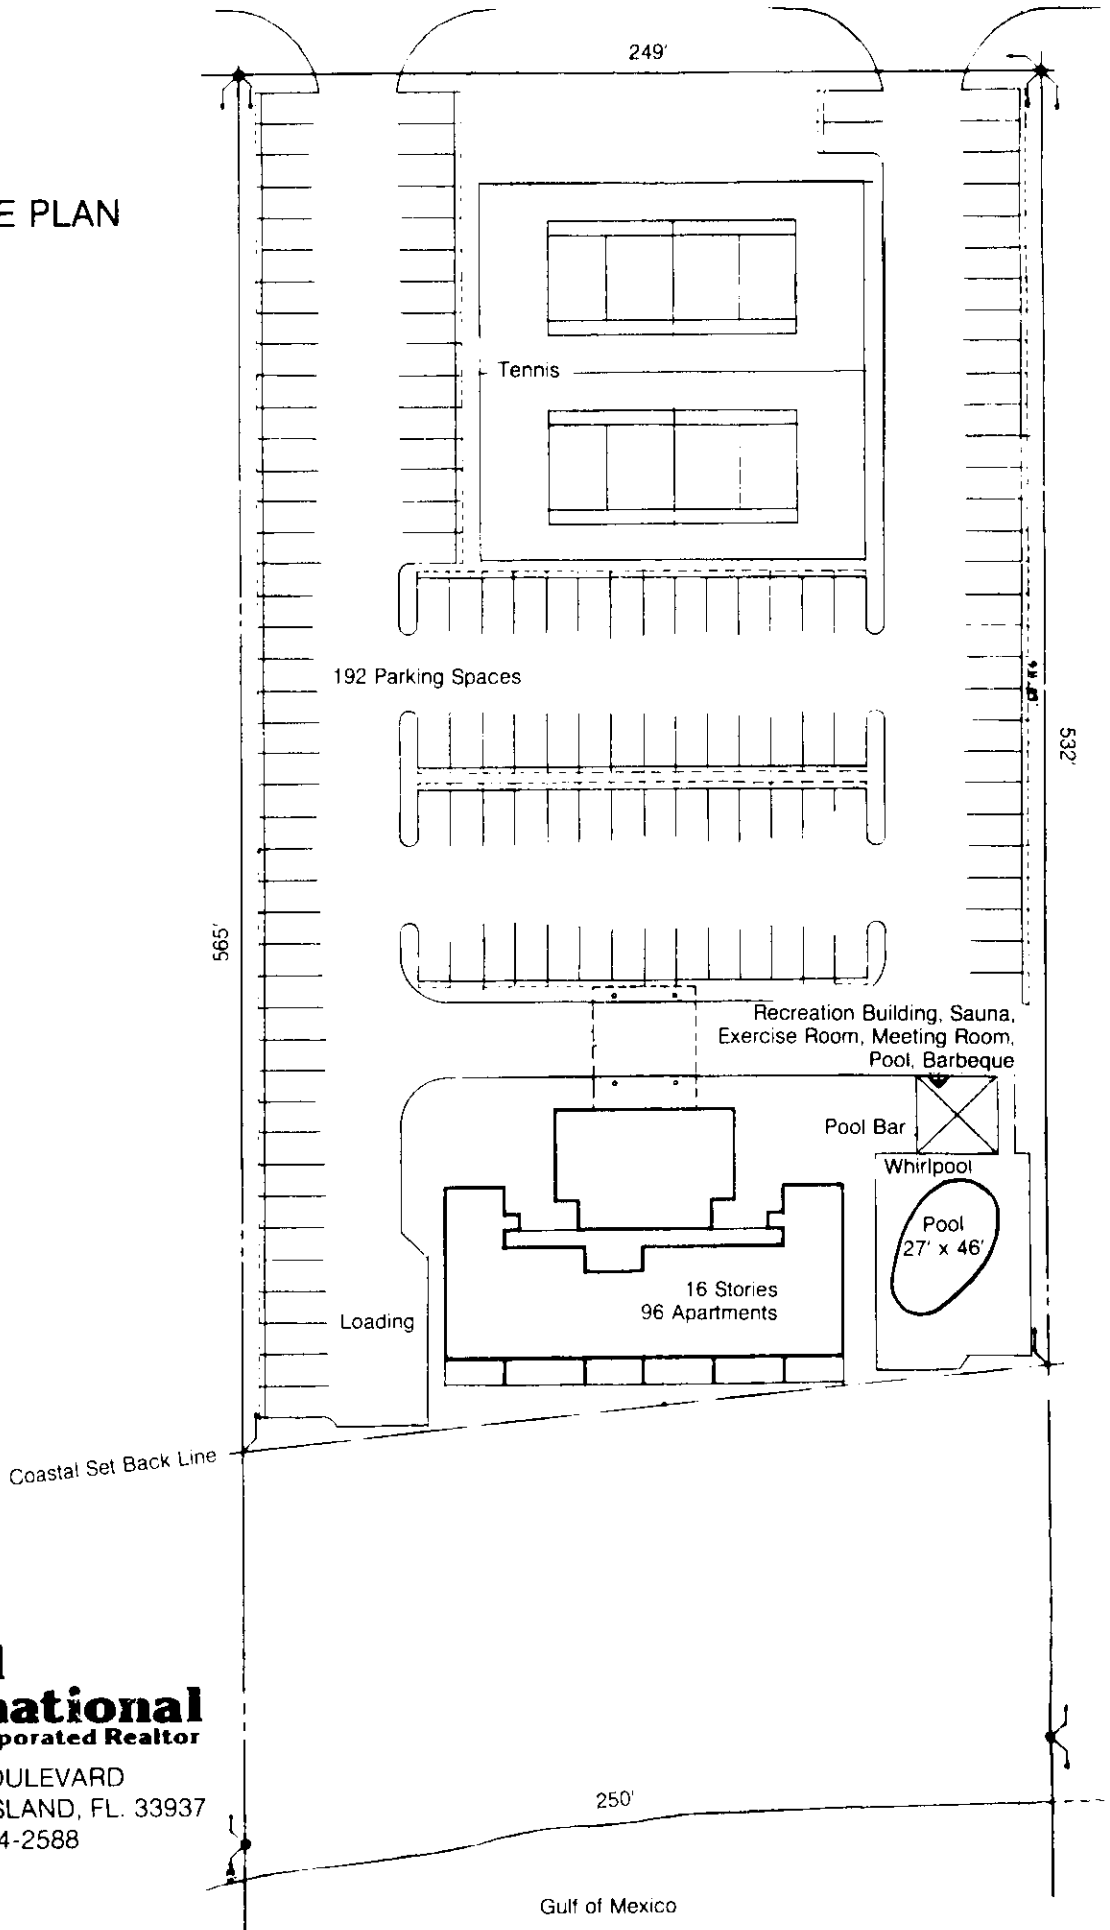 249'
E PLAN
Tennis
192 Parking Spaces
532'
565'
Recreation Building, Sauna,
Exercise Room, Meeting Room,
Pool, Barbeque
Pool Bar
Whirlpool
Pool
27' x 46'
16 Stories
96 Apartments
Loading
Coastal Set Back Line
national
porated Realtor
OULEVARD
SLAND, FL. 33937
4-2588
250'
Gulf of Mexico